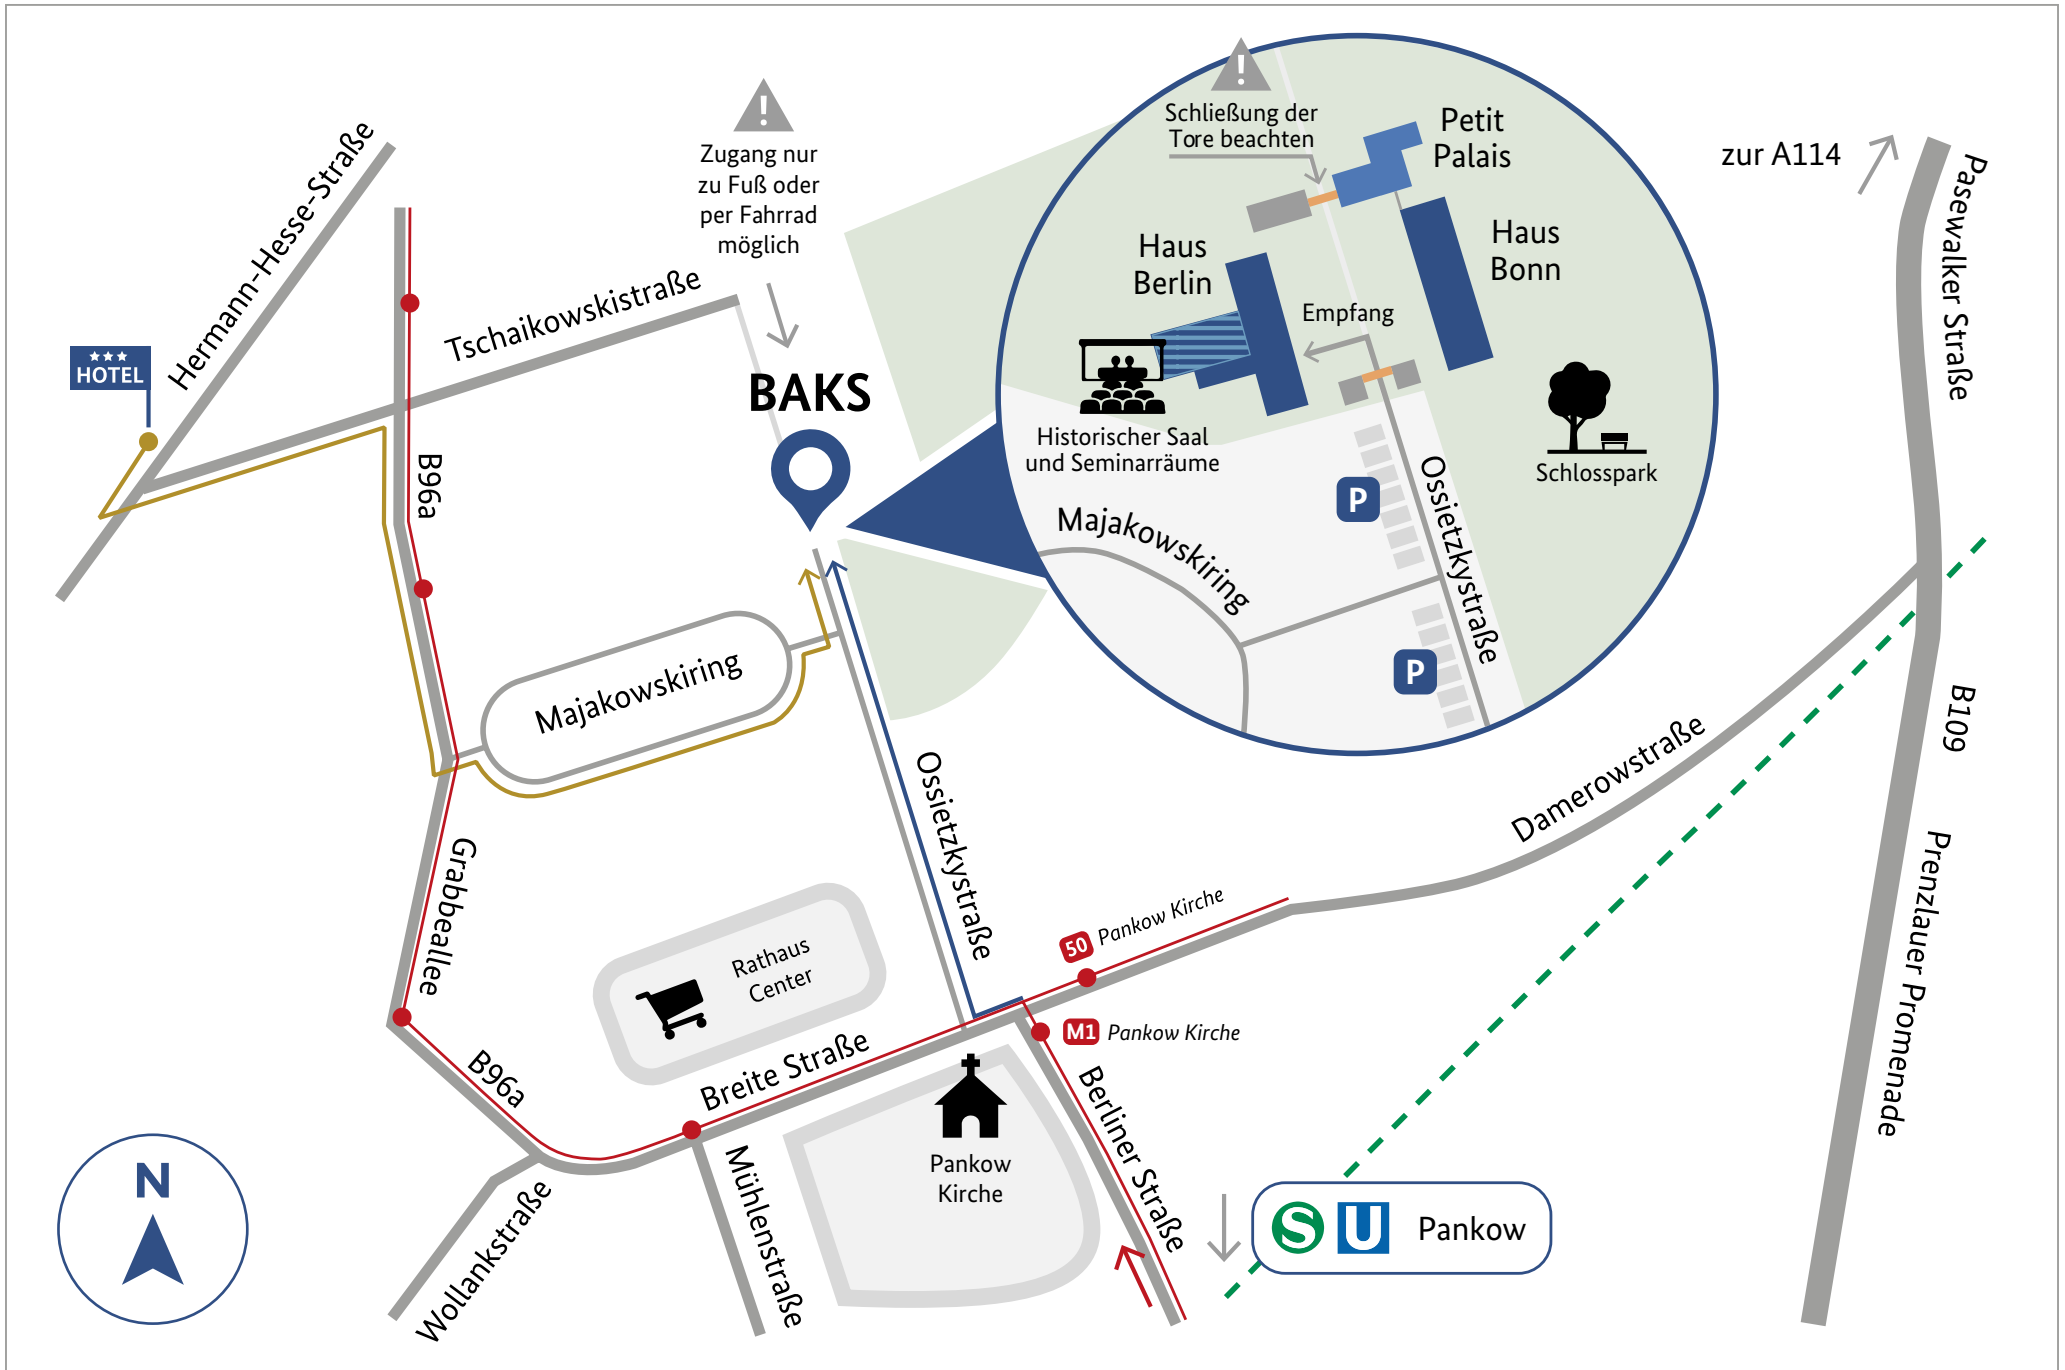 Hermann-Hesse-Straße
HOTEL
Tschaikowskistraße
B96a
!
Zugang nur
zu Fuß oder
per Fahrrad
möglich
BAKS
Majakowskiring
Grabbeallee
B96a
Rathaus
Center
Breite Straße
Wollankstraße
Mühlenstraße
Pankow
Kirche
Ossietzkystraße
50 Pankow Kirche
M1 Pankow Kirche
Berliner Straße
N
!
Schließung der
Tore beachten
Petit
Palais
Haus
Bonn
Haus
Berlin
Empfang
Historischer Saal
und Seminarräume
Schlosspark
Majakowskiring
P
Ossietzkystraße
P
zur A114
Pasewalker Straße
Damerowstraße
B109
Prenzlauer Promenade
S U Pankow